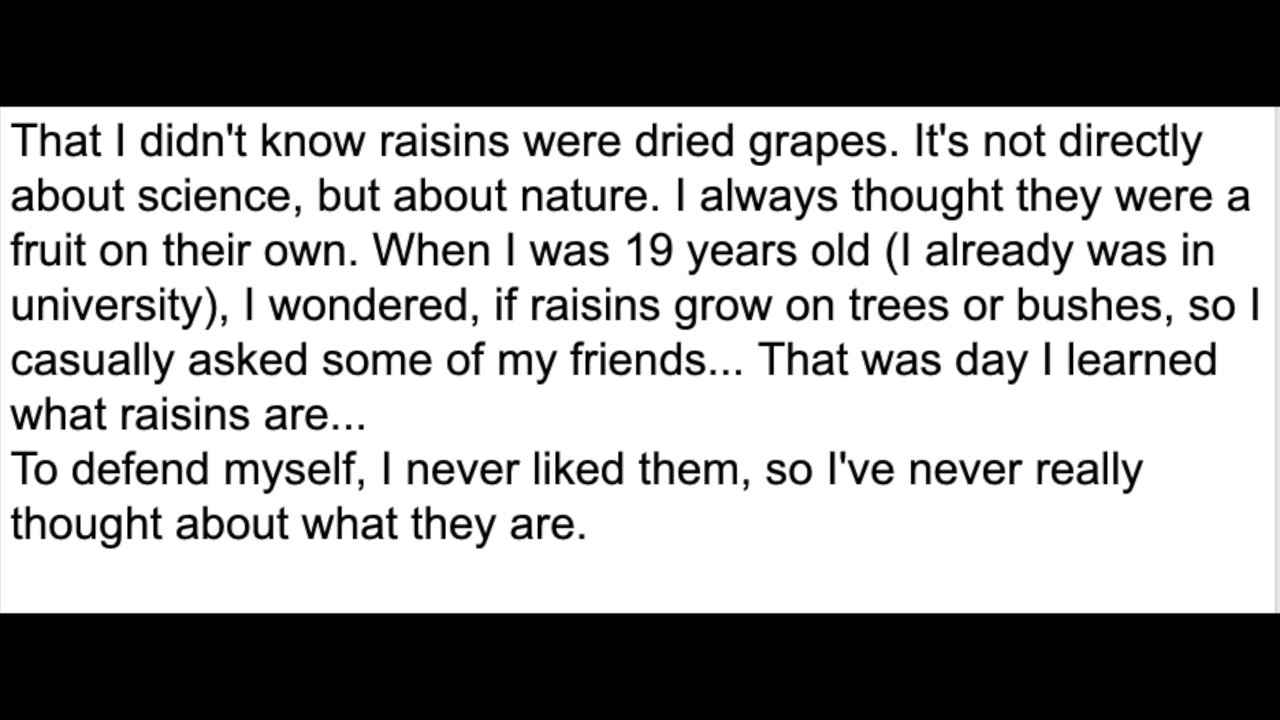 That I didn't know raisins were dried grapes. It's not directly
about science, but about nature. I always thought they were a
fruit on their own. When I was 19 years old (I already was in
university), I wondered, if raisins grow on trees or bushes, so I
casually asked some of my friends... That was day I learned
what raisins are...
To defend myself, I never liked them, so I've never really
thought about what they are.